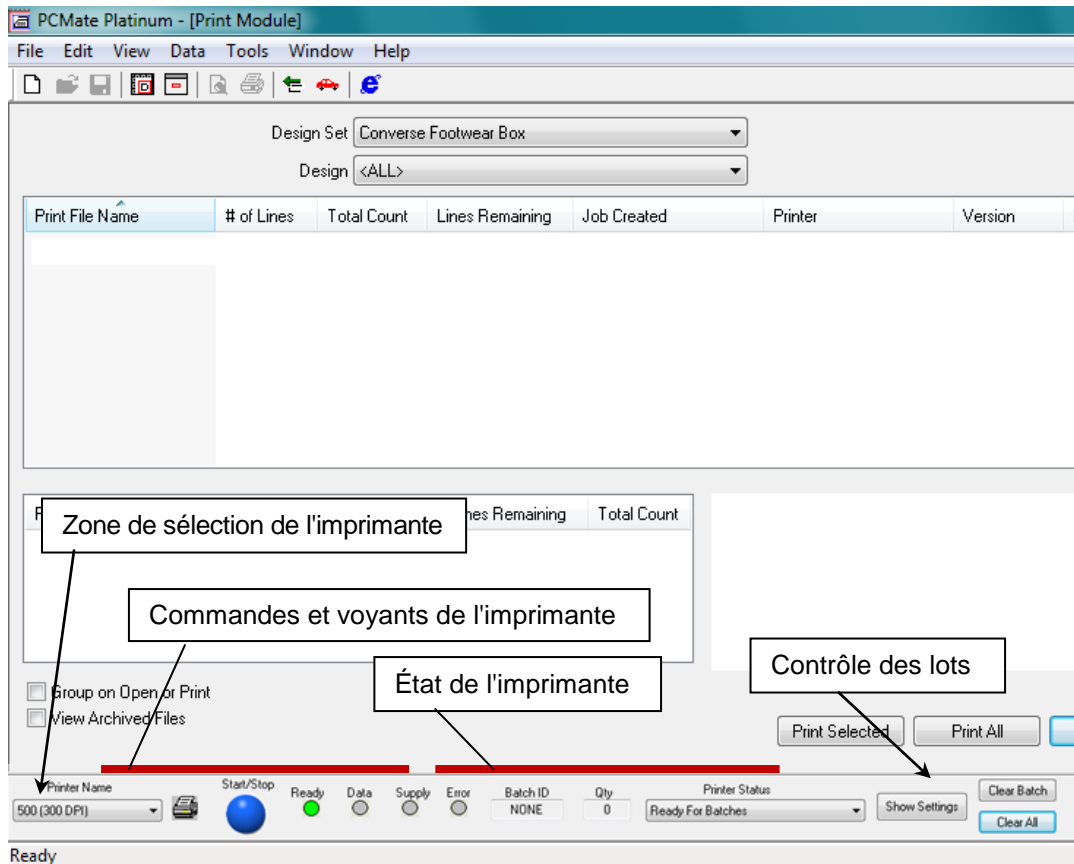 PCMate Platinum - [Print Module]
File Edit View Data Tools Window Help
Design Set Converse Footwear Box
Design <ALL>
Print File Name # of Lines Total Count Lines Remaining Job Created Printer Version
Remaining Total Count
Zone de sélection de l'imprimante
Commandes et voyants de l'imprimante
État de l'imprimante
Contrôle des lots
Group on Open or Print
View Archived Files
Print Selected Print All
Printer Name Start/Stop Ready Data Supply Error Batch ID Qty Printer Status
500 (300 DPI) NONE 0 Ready For Batches Show Settings Clear Batch
Clear All
Ready